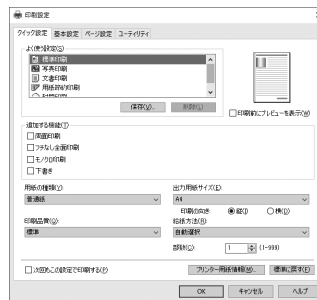 印刷設定
クイック設定 基本設定 ページ設定 ユーティリティ
よく使う設定(S)
標準印刷
写真印刷
文書印刷
用紙節約印刷
封筒印刷
保存(V)... 削除(L)
印刷前にプレビューを表示(W)
追加する機能(T)
両面印刷
フチなし全面印刷
モノクロ印刷
下書き
用紙の種類(Y): 出力用紙サイズ(E):
普通紙 A4
印刷の向き: 縦(I) 横(D)
印刷品質(Q): 給紙方法(R):
標準 自動選択
部数(C): 1 (1-999)
次回もこの設定で印刷する(P) プリンター用紙情報(M)... 標準に戻す(F)
OK キャンセル ヘルプ